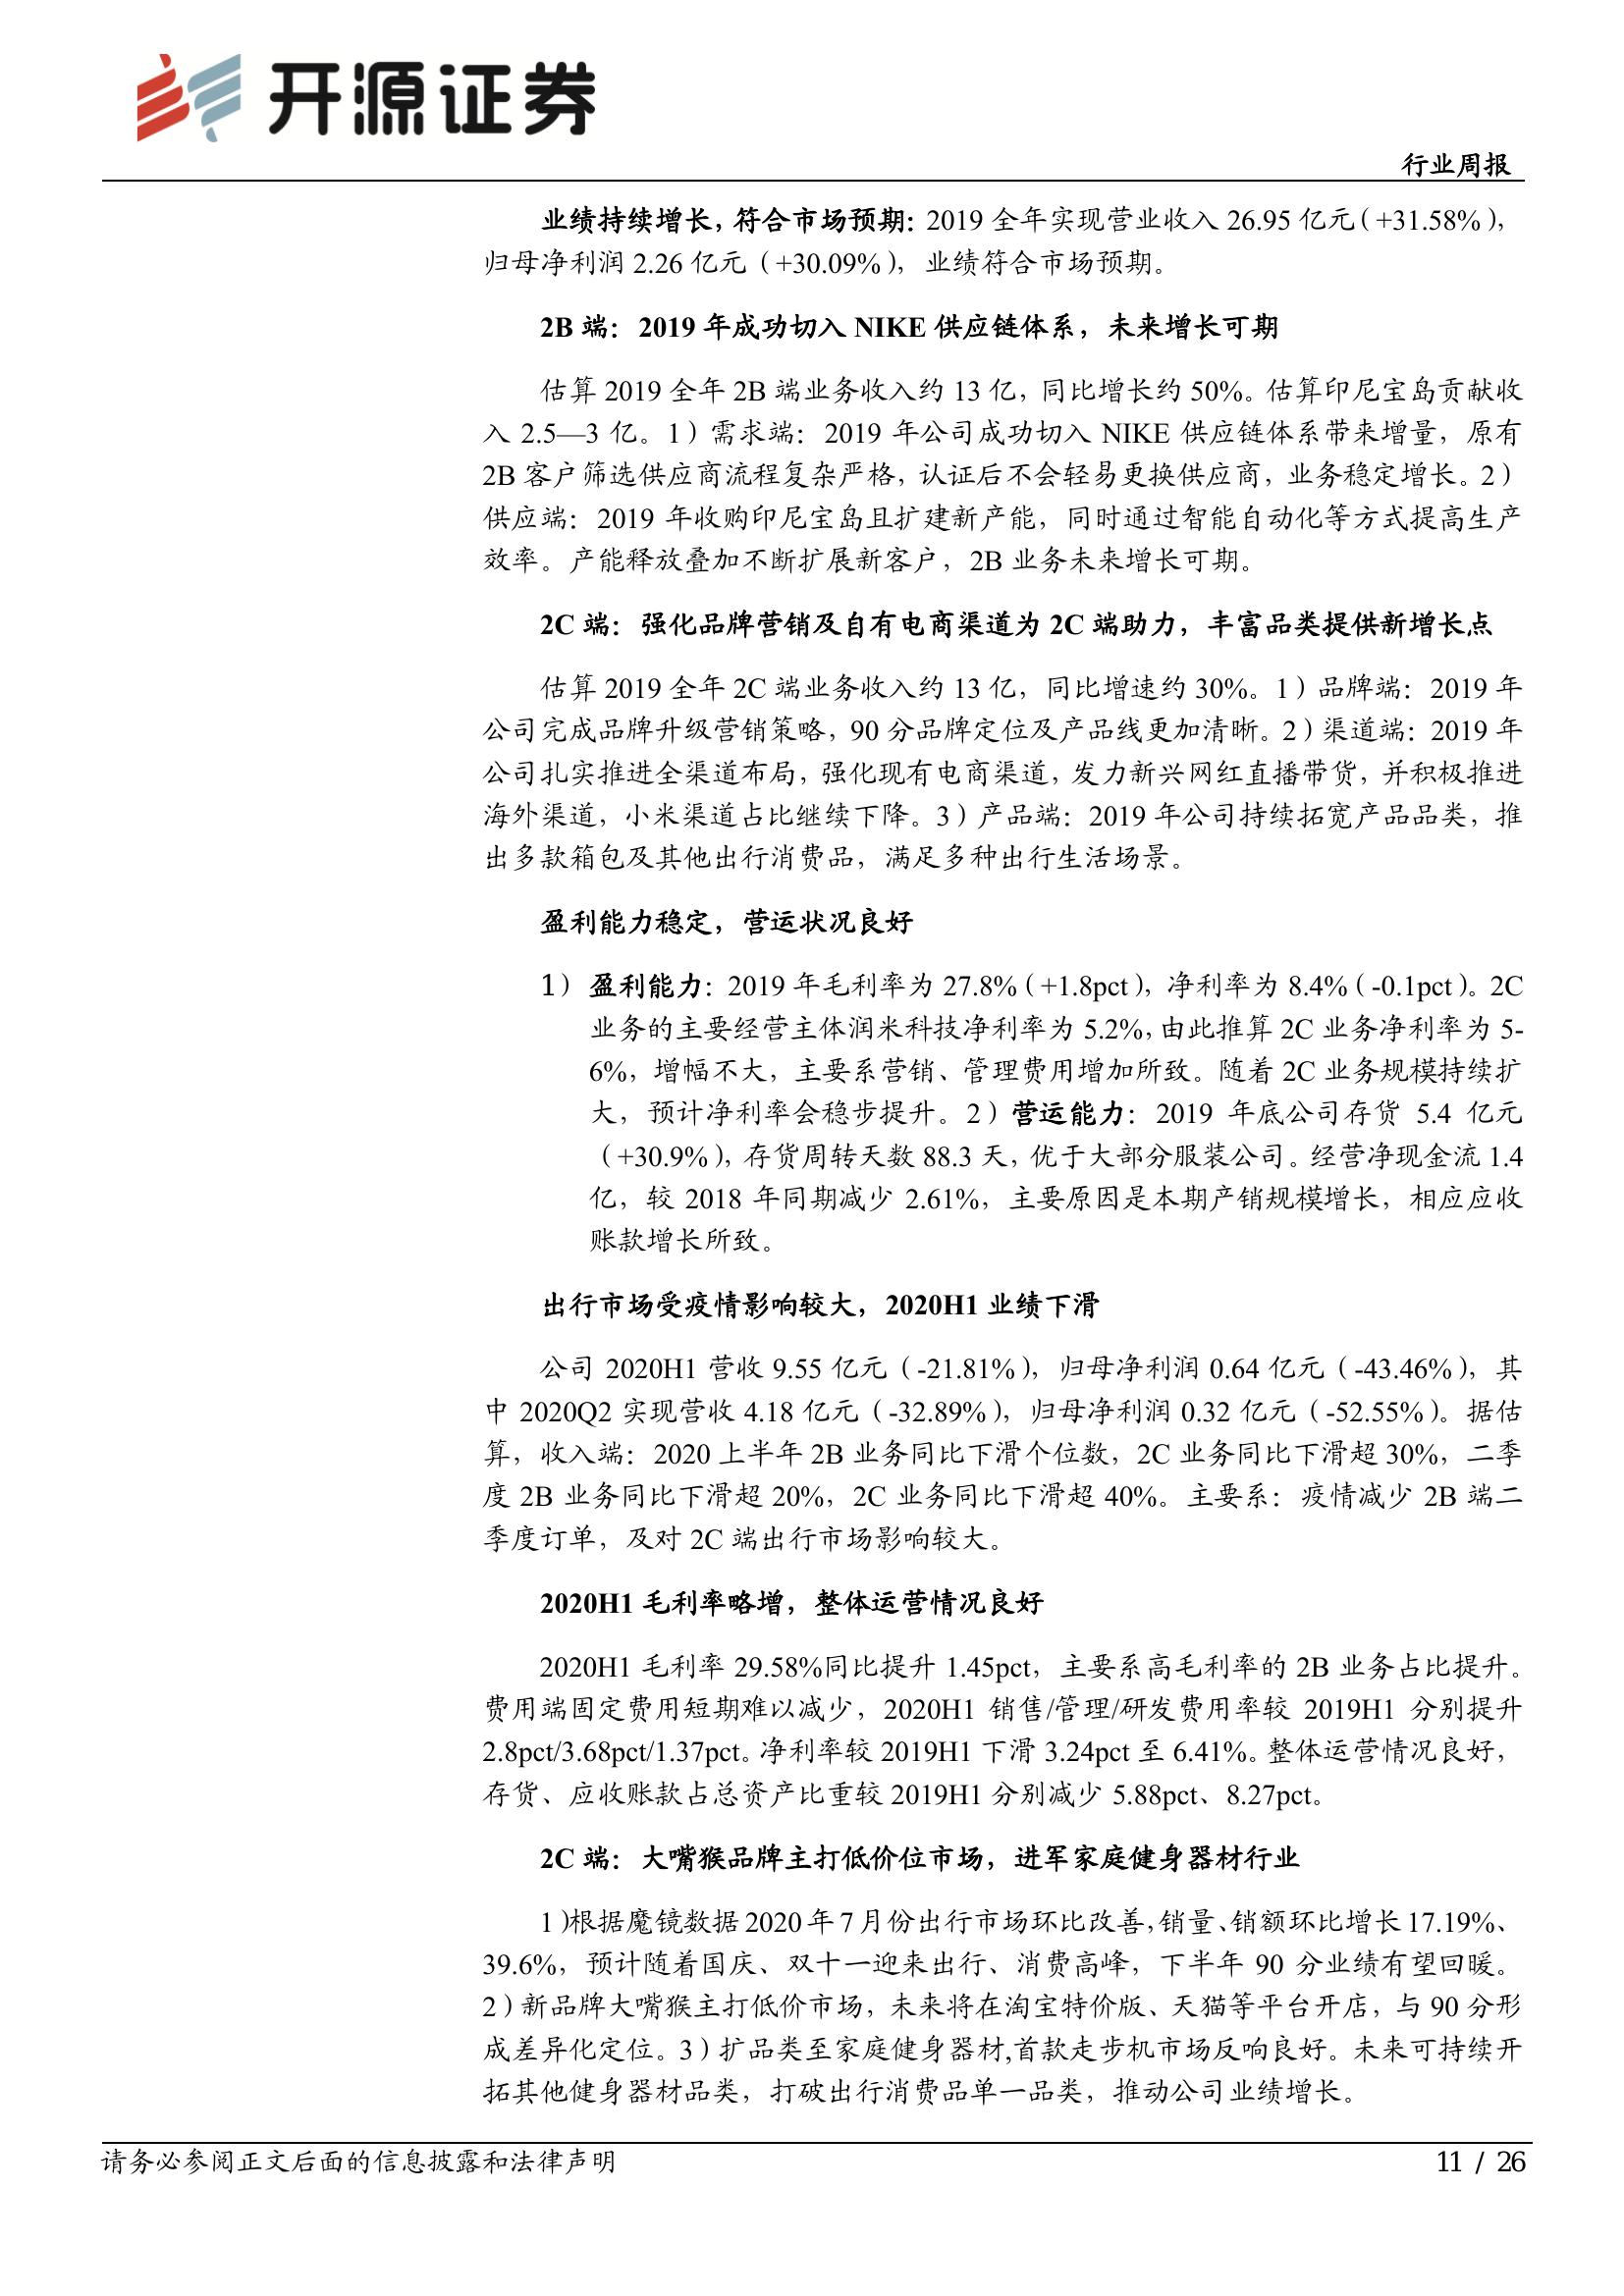 开源证券
行业周报
业绩持续增长，符合市场预期：2019 全年实现营业收入 26.95 亿元（+31.58%），
归母净利润 2.26 亿元（+30.09%），业绩符合市场预期。
2B 端：2019 年成功切入 NIKE 供应链体系，未来增长可期
估算 2019 全年 2B 端业务收入约 13 亿，同比增长约 50%。估算印尼宝岛贡献收
入 2.5—3 亿。1）需求端：2019 年公司成功切入 NIKE 供应链体系带来增量，原有
2B 客户筛选供应商流程复杂严格，认证后不会轻易更换供应商，业务稳定增长。2）
供应端：2019 年收购印尼宝岛且扩建新产能，同时通过智能自动化等方式提高生产
效率。产能释放叠加不断扩展新客户，2B 业务未来增长可期。
2C 端：强化品牌营销及自有电商渠道为 2C 端助力，丰富品类提供新增长点
估算 2019 全年 2C 端业务收入约 13 亿，同比增速约 30%。1）品牌端：2019 年
公司完成品牌升级营销策略，90 分品牌定位及产品线更加清晰。2）渠道端：2019 年
公司扎实推进全渠道布局，强化现有电商渠道，发力新兴网红直播带货，并积极推进
海外渠道，小米渠道占比继续下降。3）产品端：2019 年公司持续拓宽产品品类，推
出多款箱包及其他出行消费品，满足多种出行生活场景。
盈利能力稳定，营运状况良好
1） 盈利能力：2019 年毛利率为 27.8%（+1.8pct），净利率为 8.4%（-0.1pct）。2C
业务的主要经营主体润米科技净利率为 5.2%，由此推算 2C 业务净利率为 5-
6%，增幅不大，主要系营销、管理费用增加所致。随着 2C 业务规模持续扩
大，预计净利率会稳步提升。2）营运能力：2019 年底公司存货 5.4 亿元
（+30.9%），存货周转天数 88.3 天，优于大部分服装公司。经营净现金流 1.4
亿，较 2018 年同期减少 2.61%，主要原因是本期产销规模增长，相应应收
账款增长所致。
出行市场受疫情影响较大，2020H1 业绩下滑
公司 2020H1 营收 9.55 亿元（-21.81%），归母净利润 0.64 亿元（-43.46%），其
中 2020Q2 实现营收 4.18 亿元（-32.89%），归母净利润 0.32 亿元（-52.55%）。据估
算，收入端：2020 上半年 2B 业务同比下滑个位数，2C 业务同比下滑超 30%，二季
度 2B 业务同比下滑超 20%，2C 业务同比下滑超 40%。主要系：疫情减少 2B 端二
季度订单，及对 2C 端出行市场影响较大。
2020H1 毛利率略增，整体运营情况良好
2020H1 毛利率 29.58%同比提升 1.45pct，主要系高毛利率的 2B 业务占比提升。
费用端固定费用短期难以减少，2020H1 销售/管理/研发费用率较 2019H1 分别提升
2.8pct/3.68pct/1.37pct。净利率较 2019H1 下滑 3.24pct 至 6.41%。整体运营情况良好，
存货、应收账款占总资产比重较 2019H1 分别减少 5.88pct、8.27pct。
2C 端：大嘴猴品牌主打低价位市场，进军家庭健身器材行业
1）根据魔镜数据 2020 年 7 月份出行市场环比改善，销量、销额环比增长 17.19%、
39.6%，预计随着国庆、双十一迎来出行、消费高峰，下半年 90 分业绩有望回暖。
2）新品牌大嘴猴主打低价市场，未来将在淘宝特价版、天猫等平台开店，与 90 分形
成差异化定位。3）扩品类至家庭健身器材,首款走步机市场反响良好。未来可持续开
拓其他健身器材品类，打破出行消费品单一品类，推动公司业绩增长。
请务必参阅正文后面的信息披露和法律声明
11 / 26